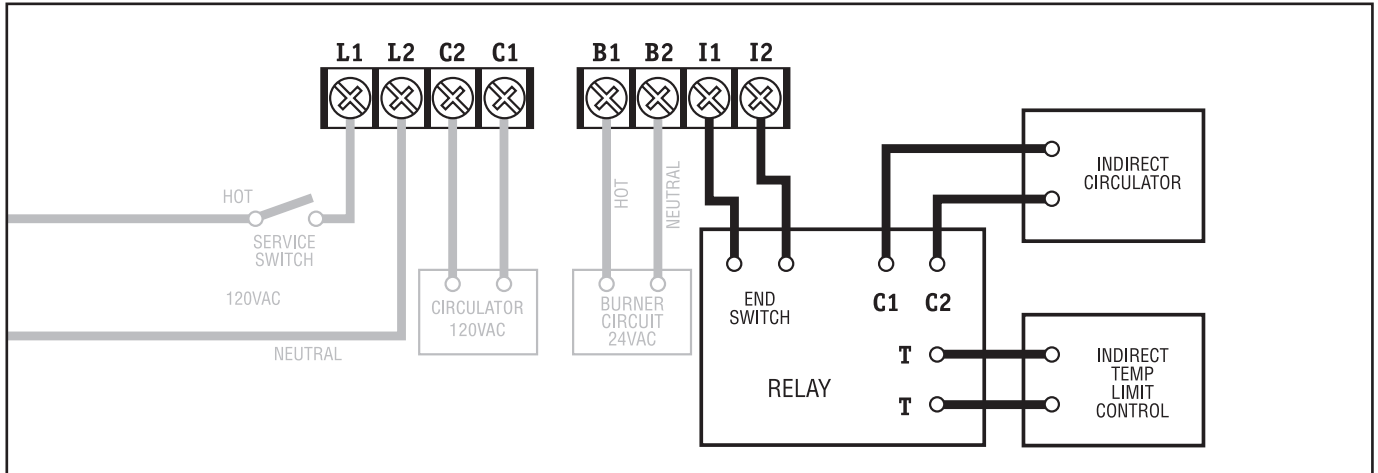 L1 L2 C2 C1 B1 B2 I1 I2
HOT
SERVICE
SWITCH
120VAC
NEUTRAL
CIRCULATOR
120VAC
HOT
NEUTRAL
BURNER
CIRCUIT
24VAC
END
SWITCH
C1 C2
T
T
RELAY
INDIRECT
CIRCULATOR
INDIRECT
TEMP
LIMIT
CONTROL